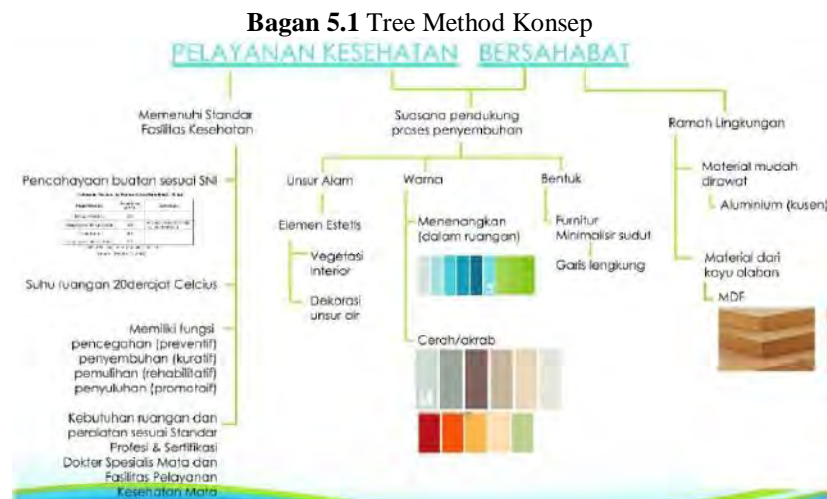 Bagan 5.1 Tree Method Konsep
PELAYANAN KESEHATAN BERSAHABAT
Memenuhi Standar
Fasilitas Kesehatan
Pencahayaan buatan sesuai SNI
Suhu ruangan 20derajat Celcius
Memiliki fungsi
pencegahan (preventif)
penyembuhan (kuratif)
pemulihan (rehabilitatif)
penyuluhan (promotoif)
Kebutuhan ruangan dan
peralatan sesuai Standar
Profesi & Sertifikasi
Dokter Spesialis Mata dan
Fasilitas Pelayanan
Kesehatan Mata
Suasana pendukung
proses penyembuhan
Unsur Alam
Elemen Estetis
Vegetasi
Interior
Dekorasi
unsur air
Warna
Menenangkan
(dalam ruangan)
Cerah/akrab
Bentuk
Furnitur
Minimalisir sudut
Garis lengkung
Ramah Lingkungan
Material mudah
dirawat
Aluminium (kusen)
Material dari
kayu olahan
MDF